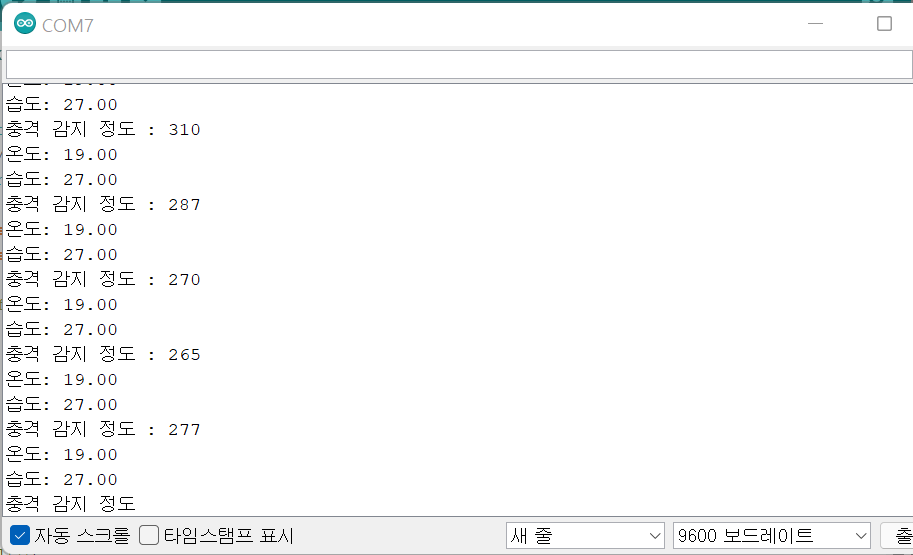 COM7
습도: 27.00
충격 감지 정도 : 310
온도: 19.00
습도: 27.00
충격 감지 정도 : 287
온도: 19.00
습도: 27.00
충격 감지 정도 : 270
온도: 19.00
습도: 27.00
충격 감지 정도 : 265
온도: 19.00
습도: 27.00
충격 감지 정도 : 277
온도: 19.00
습도: 27.00
충격 감지 정도
자동 스크롤 타임스탬프 표시 새 줄 9600 보드레이트 출